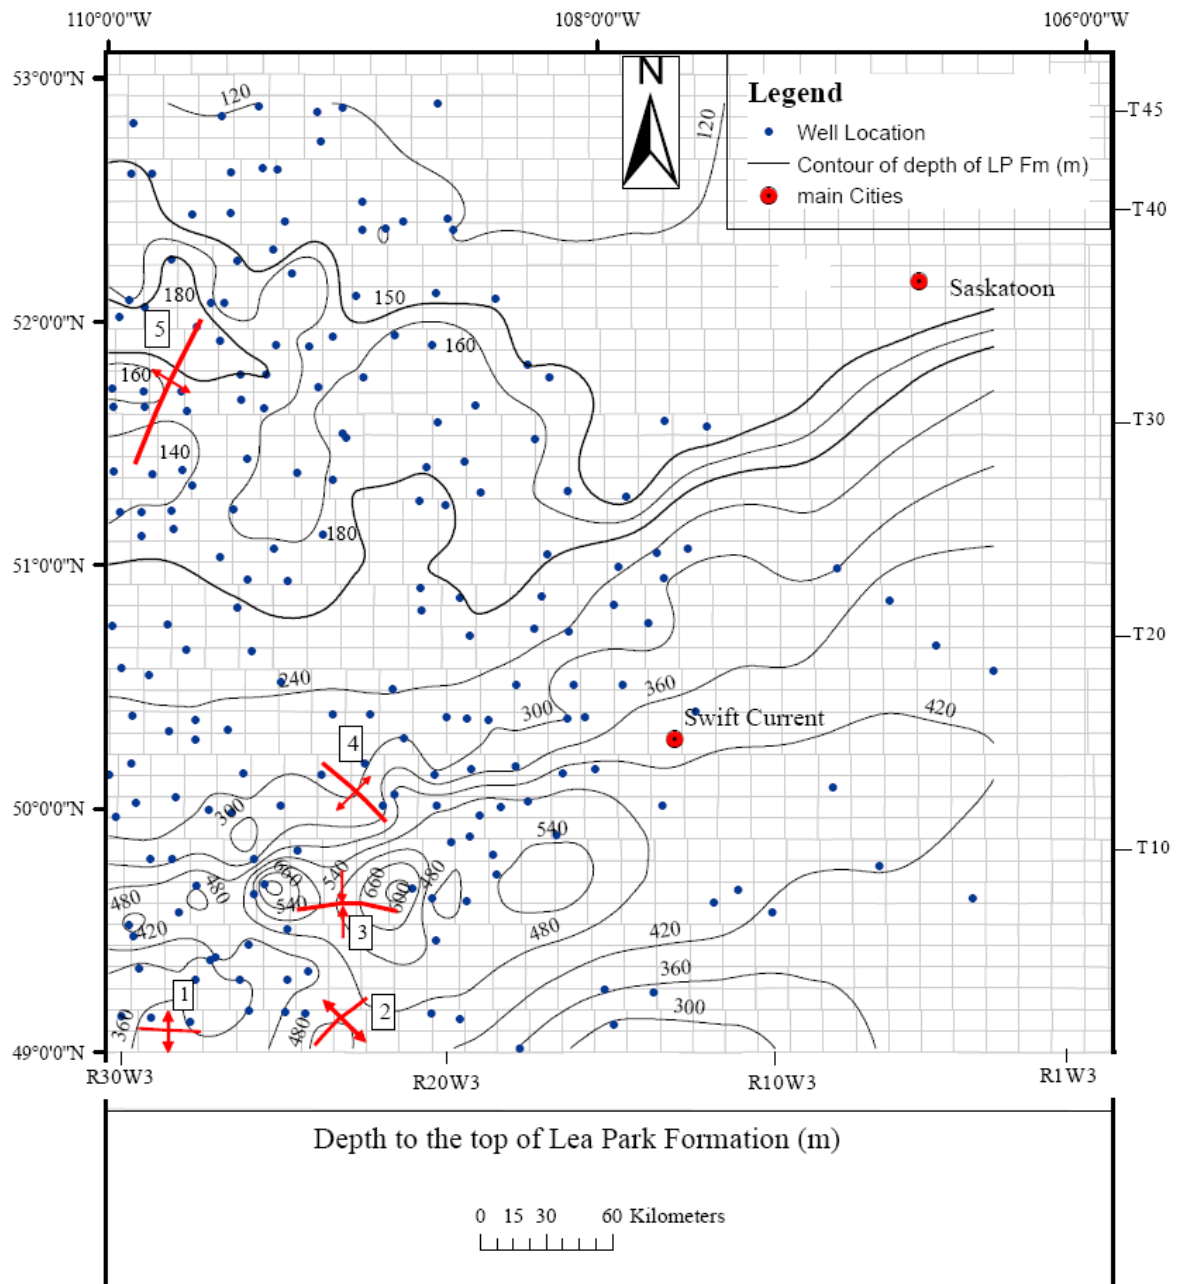 110°0'0"W 108°0'0"W 106°0'0"W
53°0'0"N
N
Legend
Well Location
Contour of depth of LP Fm (m)
main Cities
T45
120
120
T40
Saskatoon
180
150
52°0'0"N
5
160
160
T30
140
180
51°0'0"N
T20
240
360
300
420
Swift Current
4
50°0'0"N
300
540
T10
660
540
660
600
480
480
480
540
420
3
480
420
360
1
2
300
360
480
49°0'0"N
R30W3 R20W3 R10W3 R1W3
Depth to the top of Lea Park Formation (m)
0 15 30 60 Kilometers